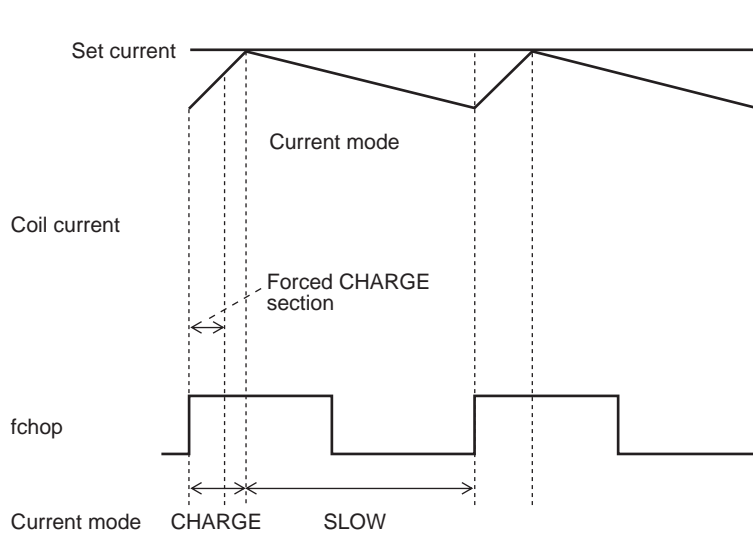 Set current
Current mode
Coil current
Forced CHARGE
section
fchop
Current mode CHARGE SLOW